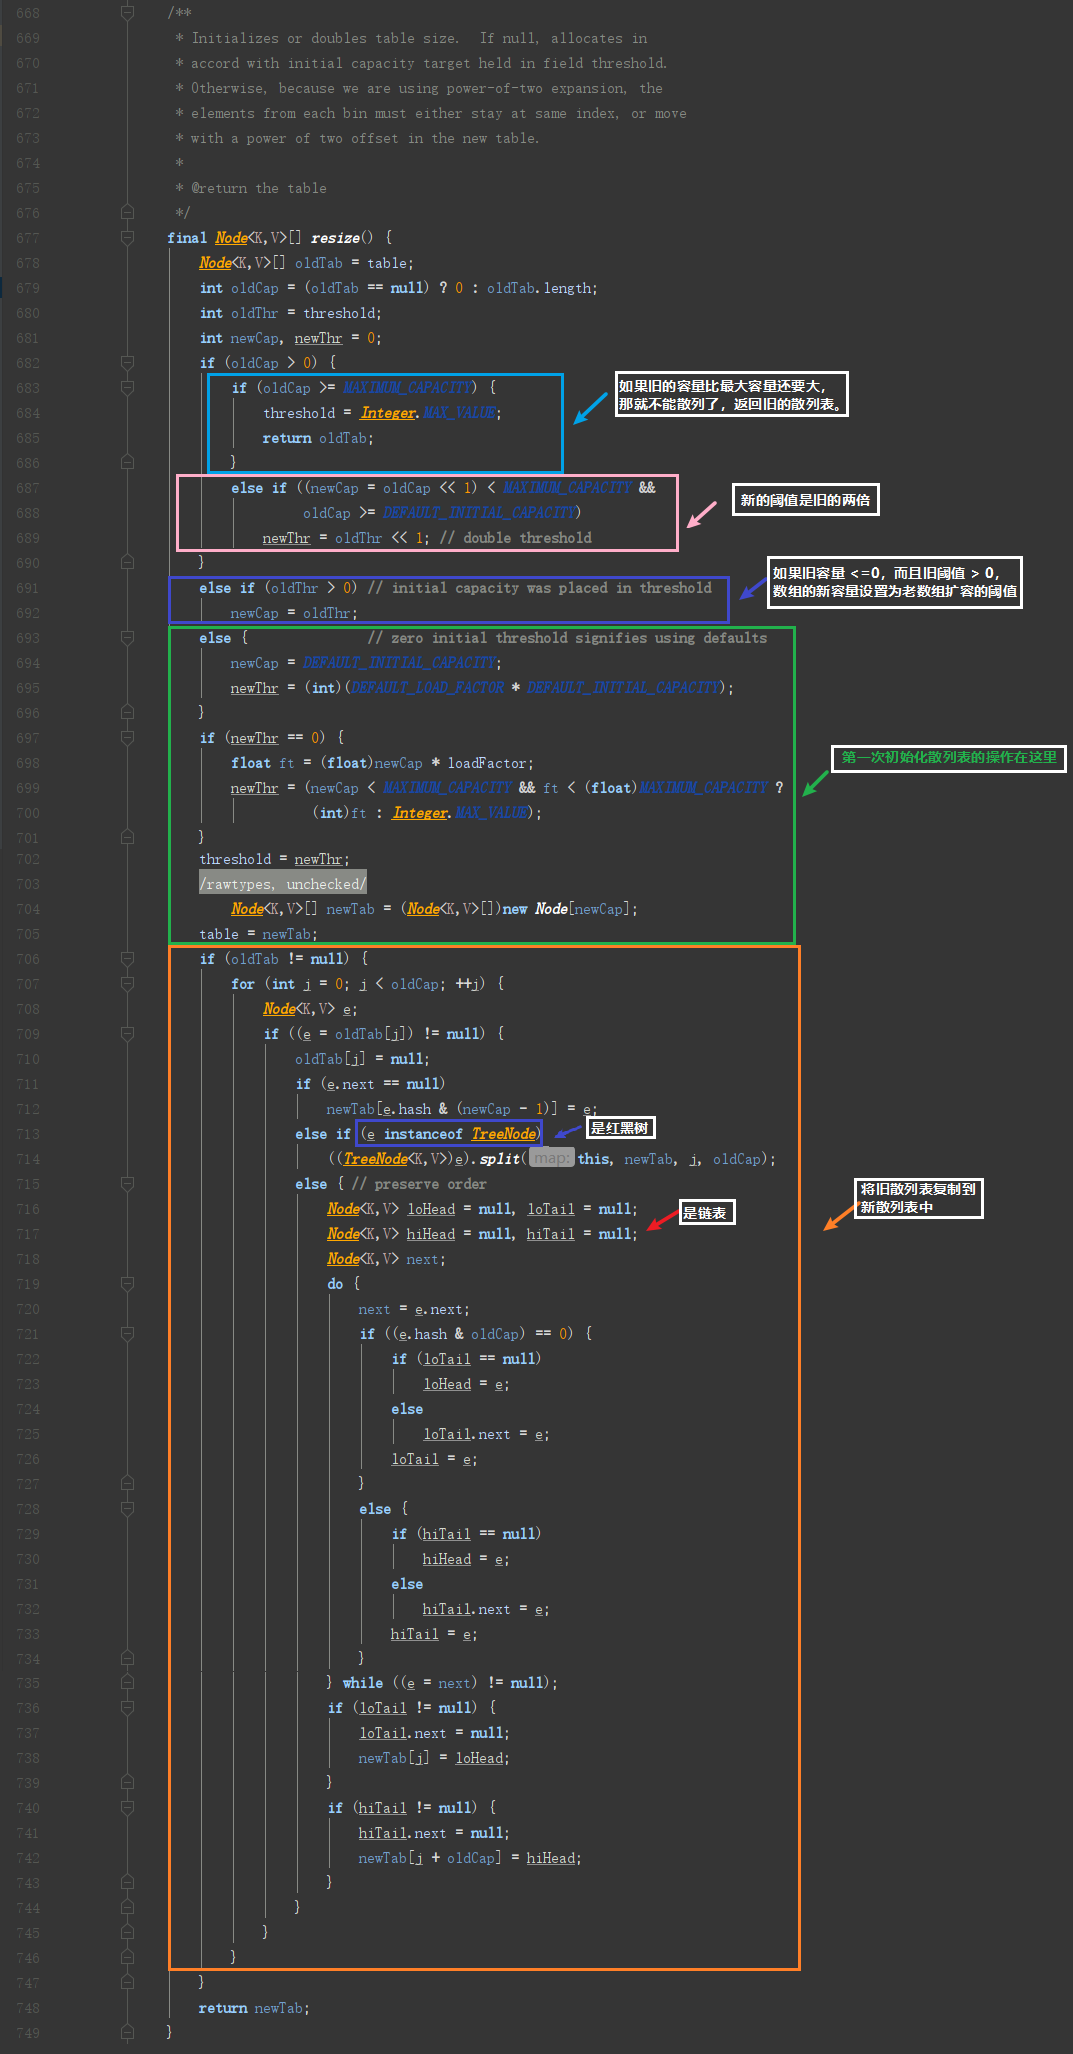 668 /**
669 * Initializes or doubles table size.  If null, allocates in
670 * accord with initial capacity target held in field threshold.
671 * Otherwise, because we are using power-of-two expansion, the
672 * elements from each bin must either stay at same index, or move
673 * with a power of two offset in the new table.
674 *
675 * @return the table
676 */
677 final Node<K,V>[] resize() {
678 Node<K,V>[] oldTab = table;
679 int oldCap = (oldTab == null) ? 0 : oldTab.length;
680 int oldThr = threshold;
681 int newCap, newThr = 0;
682 if (oldCap > 0) {
683 if (oldCap >= MAXIMUM_CAPACITY) {
如果旧的容量比最大容量还要大，
那就不能散列了，返回旧的散列表。
684 threshold = Integer.MAX_VALUE;
685 return oldTab;
686 }
687 else if ((newCap = oldCap << 1) < MAXIMUM_CAPACITY &&
新的阈值是旧的两倍
688 oldCap >= DEFAULT_INITIAL_CAPACITY)
689 newThr = oldThr << 1; // double threshold
690 }
如果旧容量 <=0，而且旧阈值 > 0，
数组的新容量设置为老数组扩容的阈值
691 else if (oldThr > 0) // initial capacity was placed in threshold
692 newCap = oldThr;
693 else {               // zero initial threshold signifies using defaults
694 newCap = DEFAULT_INITIAL_CAPACITY;
695 newThr = (int)(DEFAULT_LOAD_FACTOR * DEFAULT_INITIAL_CAPACITY);
696 }
697 if (newThr == 0) {
698 float ft = (float)newCap * loadFactor;
第一次初始化散列表的操作在这里
699 newThr = (newCap < MAXIMUM_CAPACITY && ft < (float)MAXIMUM_CAPACITY ?
700 (int)ft : Integer.MAX_VALUE);
701 }
702 threshold = newThr;
703 /rawtypes, unchecked/
704 Node<K,V>[] newTab = (Node<K,V>[])new Node[newCap];
705 table = newTab;
706 if (oldTab != null) {
707 for (int j = 0; j < oldCap; ++j) {
708 Node<K,V> e;
709 if ((e = oldTab[j]) != null) {
710 oldTab[j] = null;
711 if (e.next == null)
712 newTab[e.hash & (newCap - 1)] = e;
713 else if (e instanceof TreeNode)
是红黑树
714 ((TreeNode<K,V>)e).split( map: this, newTab, j, oldCap);
715 else { // preserve order
将旧散列表复制到
新散列表中
716 Node<K,V> loHead = null, loTail = null;
是链表
717 Node<K,V> hiHead = null, hiTail = null;
718 Node<K,V> next;
719 do {
720 next = e.next;
721 if ((e.hash & oldCap) == 0) {
722 if (loTail == null)
723 loHead = e;
724 else
725 loTail.next = e;
726 loTail = e;
727 }
728 else {
729 if (hiTail == null)
730 hiHead = e;
731 else
732 hiTail.next = e;
733 hiTail = e;
734 }
735 } while ((e = next) != null);
736 if (loTail != null) {
737 loTail.next = null;
738 newTab[j] = loHead;
739 }
740 if (hiTail != null) {
741 hiTail.next = null;
742 newTab[j + oldCap] = hiHead;
743 }
744 }
745 }
746 }
747 }
748 return newTab;
749 }